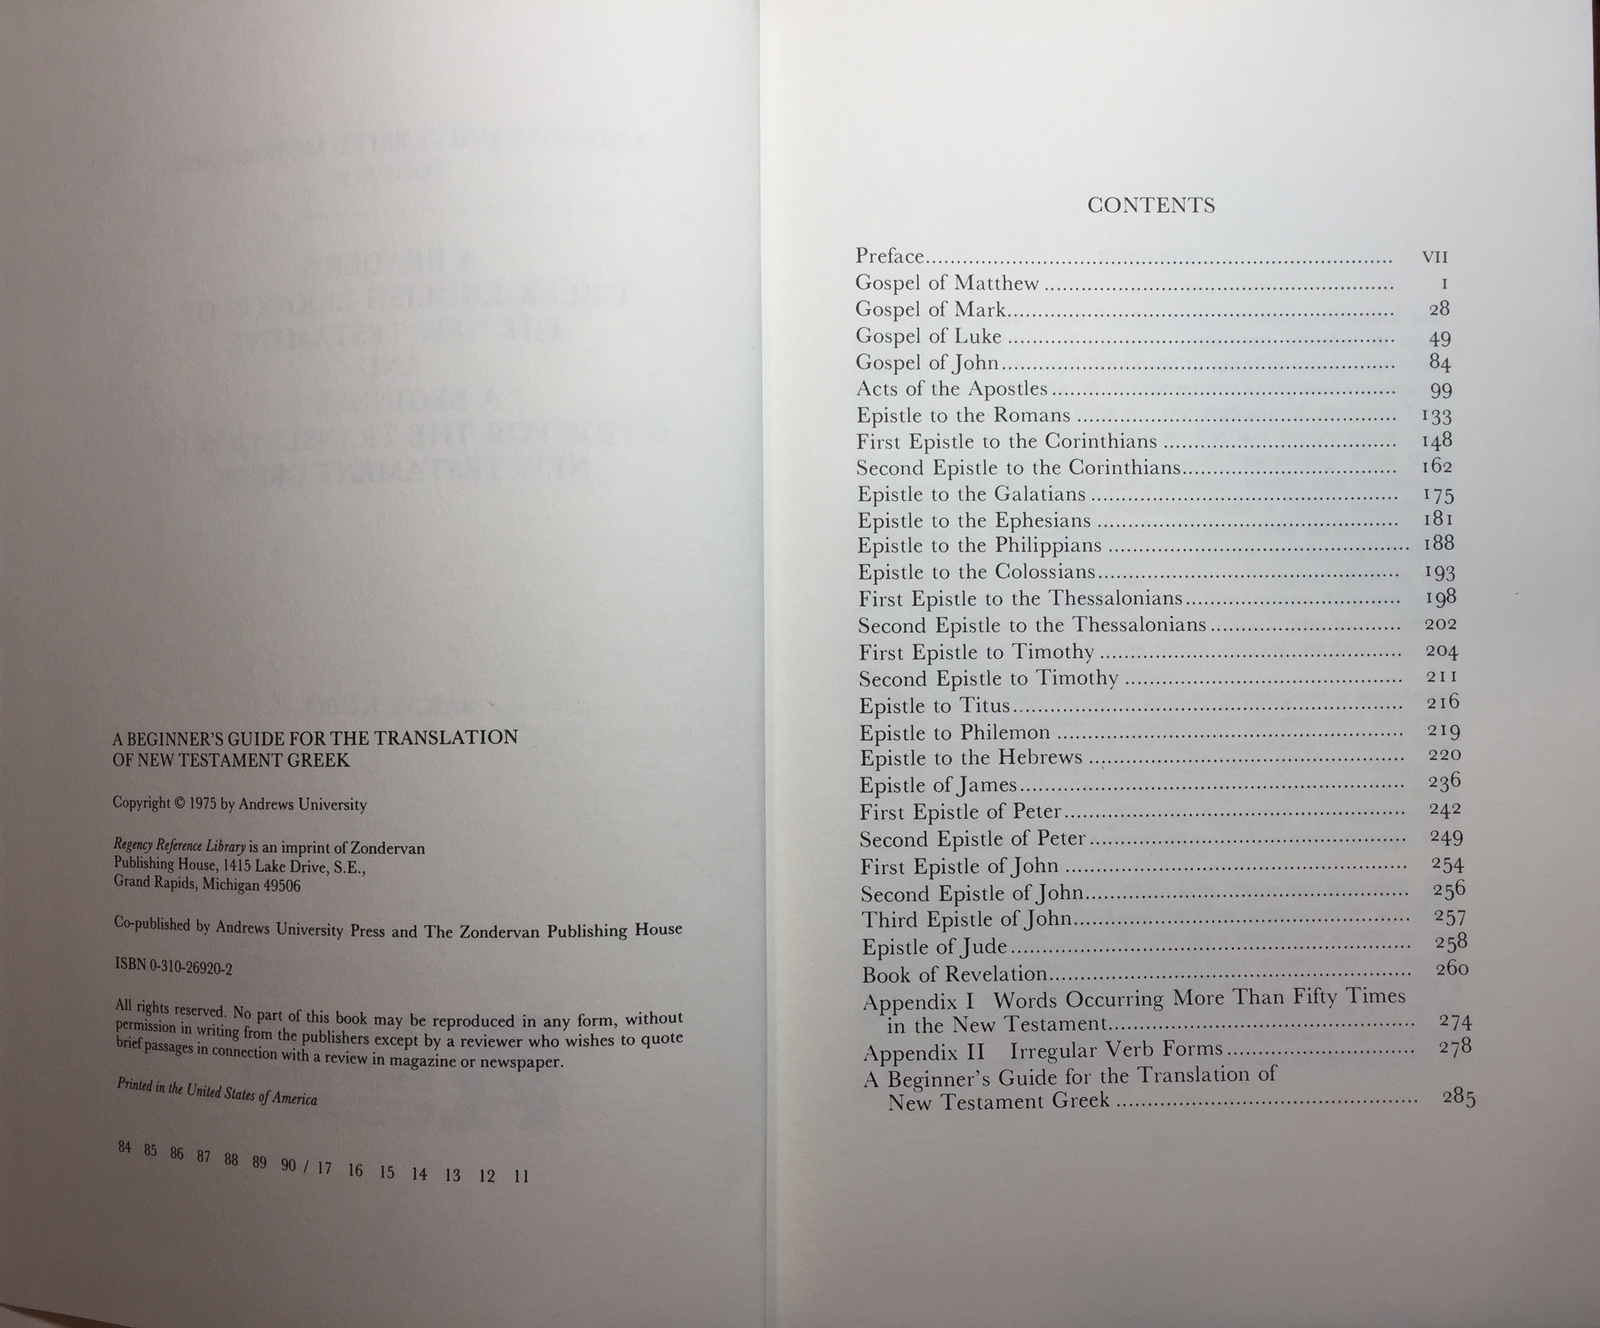 A BEGINNER'S GUIDE FOR THE TRANSLATION
OF NEW TESTAMENT GREEK
Copyright © 1975 by Andrews University
Regency Reference Library is an imprint of Zondervan
Publishing House, 1415 Lake Drive, S.E.,
Grand Rapids, Michigan 49506
Co-published by Andrews University Press and The Zondervan Publishing House
ISBN 0-310-26920-2
All rights reserved. No part of this book may be reproduced in any form, without
permission in writing from the publishers except by a reviewer who wishes to quote
brief passages in connection with a review in magazine or newspaper.
Printed in the United States of America
84 85 86 87 88 89 90 / 17 16 15 14 13 12 11
CONTENTS
Preface........ VII
Gospel of Matthew ........ 1
Gospel of Mark........ 28
Gospel of Luke ........ 49
Gospel of John........ 84
Acts of the Apostles........ 99
Epistle to the Romans ........ 133
First Epistle to the Corinthians ........ 148
Second Epistle to the Corinthians........ 162
Epistle to the Galatians ........ 175
Epistle to the Ephesians ........ 181
Epistle to the Philippians ........ 188
Epistle to the Colossians........ 193
First Epistle to the Thessalonians........ 198
Second Epistle to the Thessalonians........ 202
First Epistle to Timothy ........ 204
Second Epistle to Timothy ........ 211
Epistle to Titus........ 216
Epistle to Philemon ........ 219
Epistle to the Hebrews ........ 220
Epistle of James........ 236
First Epistle of Peter........ 242
Second Epistle of Peter........ 249
First Epistle of John ........ 254
Second Epistle of John........ 256
Third Epistle of John........ 257
Epistle of Jude........ 258
Book of Revelation........ 260
Appendix I Words Occurring More Than Fifty Times
in the New Testament........ 274
Appendix II Irregular Verb Forms........ 278
A Beginner's Guide for the Translation of
New Testament Greek ........ 285